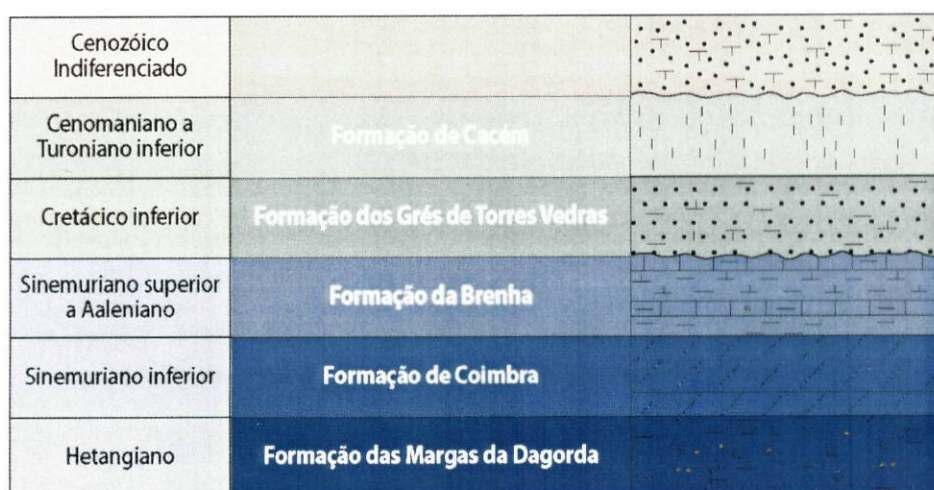 Cenozóico
Indiferenciado
Cenomaniano a
Turoniano inferior
Formação de Cacém
Cretácico inferior
Formação dos Grés de Torres Vedras
Sinemuriano superior
a Aaleniano
Formação da Brenha
Sinemuriano inferior
Formação de Coimbra
Hetangiano
Formação das Margas da Dagorda